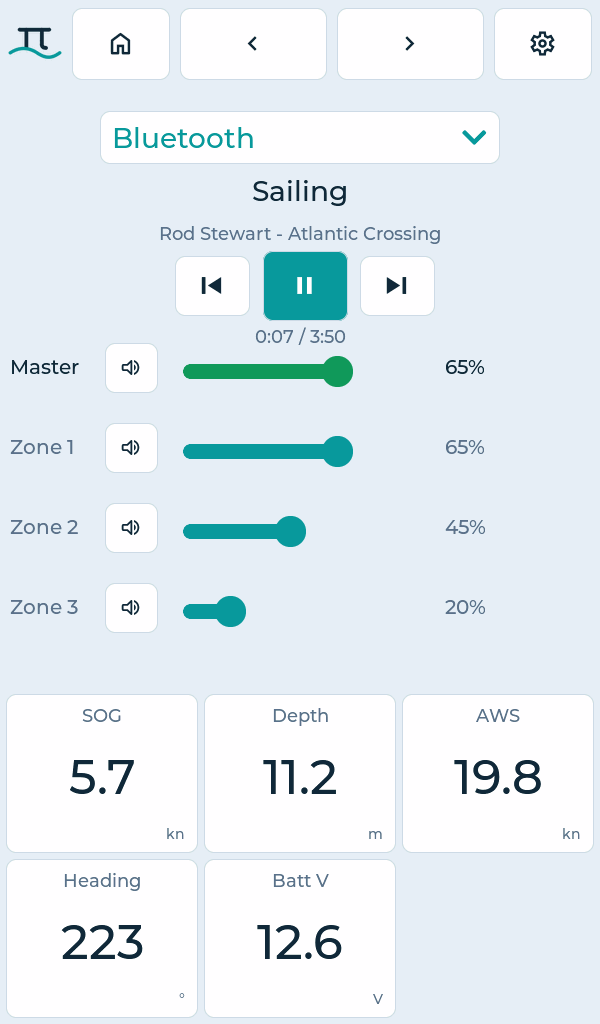 Bluetooth
Sailing
Rod Stewart - Atlantic Crossing
0:07 / 3:50
Master 65%
Zone 1 65%
Zone 2 45%
Zone 3 20%
SOG Depth AWS
5.7 11.2 19.8
kn m kn
Heading Batt V
223 12.6
° V